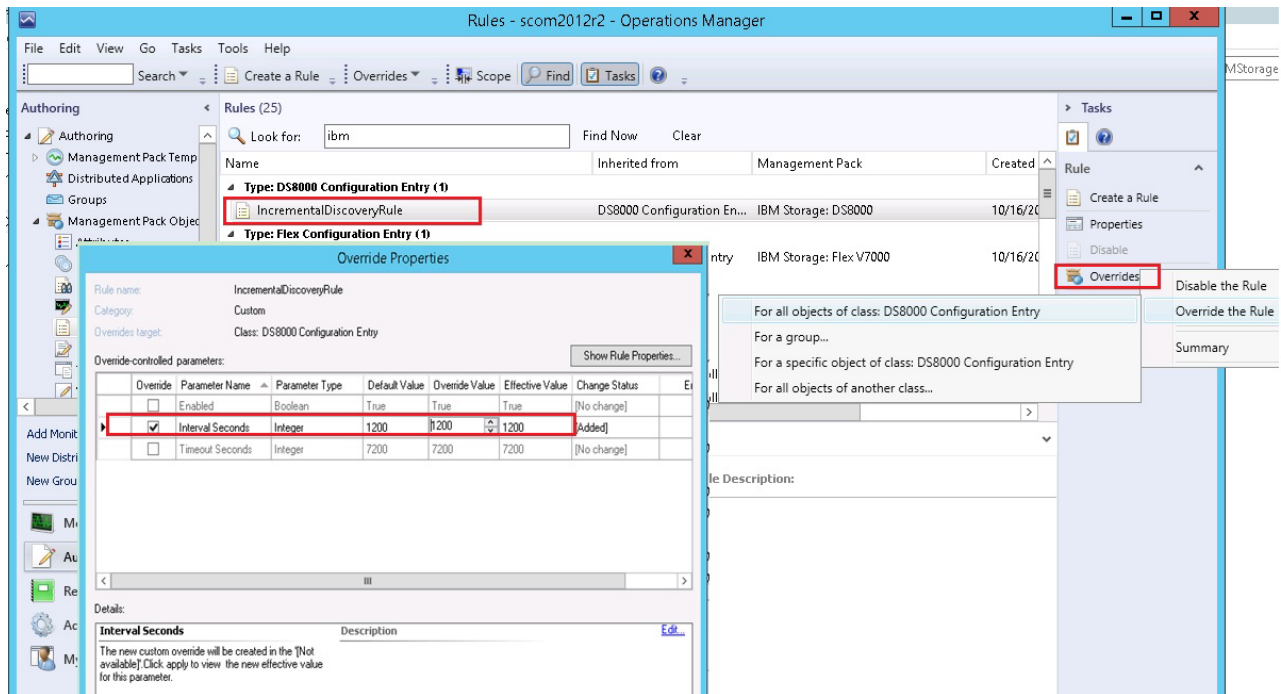 Rules - scom2012r2 - Operations Manager
File Edit View Go Tasks Tools Help
Search Create a Rule Overrides Scope Find Tasks
MStorage
Authoring
Authoring
Management Pack Temp
Distributed Applications
Groups
Management Pack Objec
Rules (25)
Look for: ibm Find Now Clear
Name Inherited from Management Pack Created
Type: DS8000 Configuration Entry (1)
IncrementalDiscoveryRule DS8000 Configuration En... IBM Storage: DS8000 10/16/20
Type: Flex Configuration Entry (1)
ntry IBM Storage: Flex V7000 10/16/20
Tasks
Rule
Create a Rule
Properties
Disable
Overrides
Disable the Rule
Override the Rule
Summary
For all objects of class: DS8000 Configuration Entry
For a group...
For a specific object of class: DS8000 Configuration Entry
For all objects of another class...
le Description:
Override Properties
Rule name: IncrementalDiscoveryRule
Category: Custom
Overrides target: Class: DS8000 Configuration Entry
Override-controlled parameters: Show Rule Properties...
Override Parameter Name Parameter Type Default Value Override Value Effective Value Change Status
Enabled Boolean True True True [No change]
Interval Seconds Integer 1200 1200 1200 [Added]
Timeout Seconds Integer 7200 7200 7200 [No change]
Details:
Interval Seconds Description Edit...
The new custom override will be created in the '[Not
available]'.Click apply to view the new effective value
for this parameter.
Add Monit
New Distri
New Grou
Au
Re